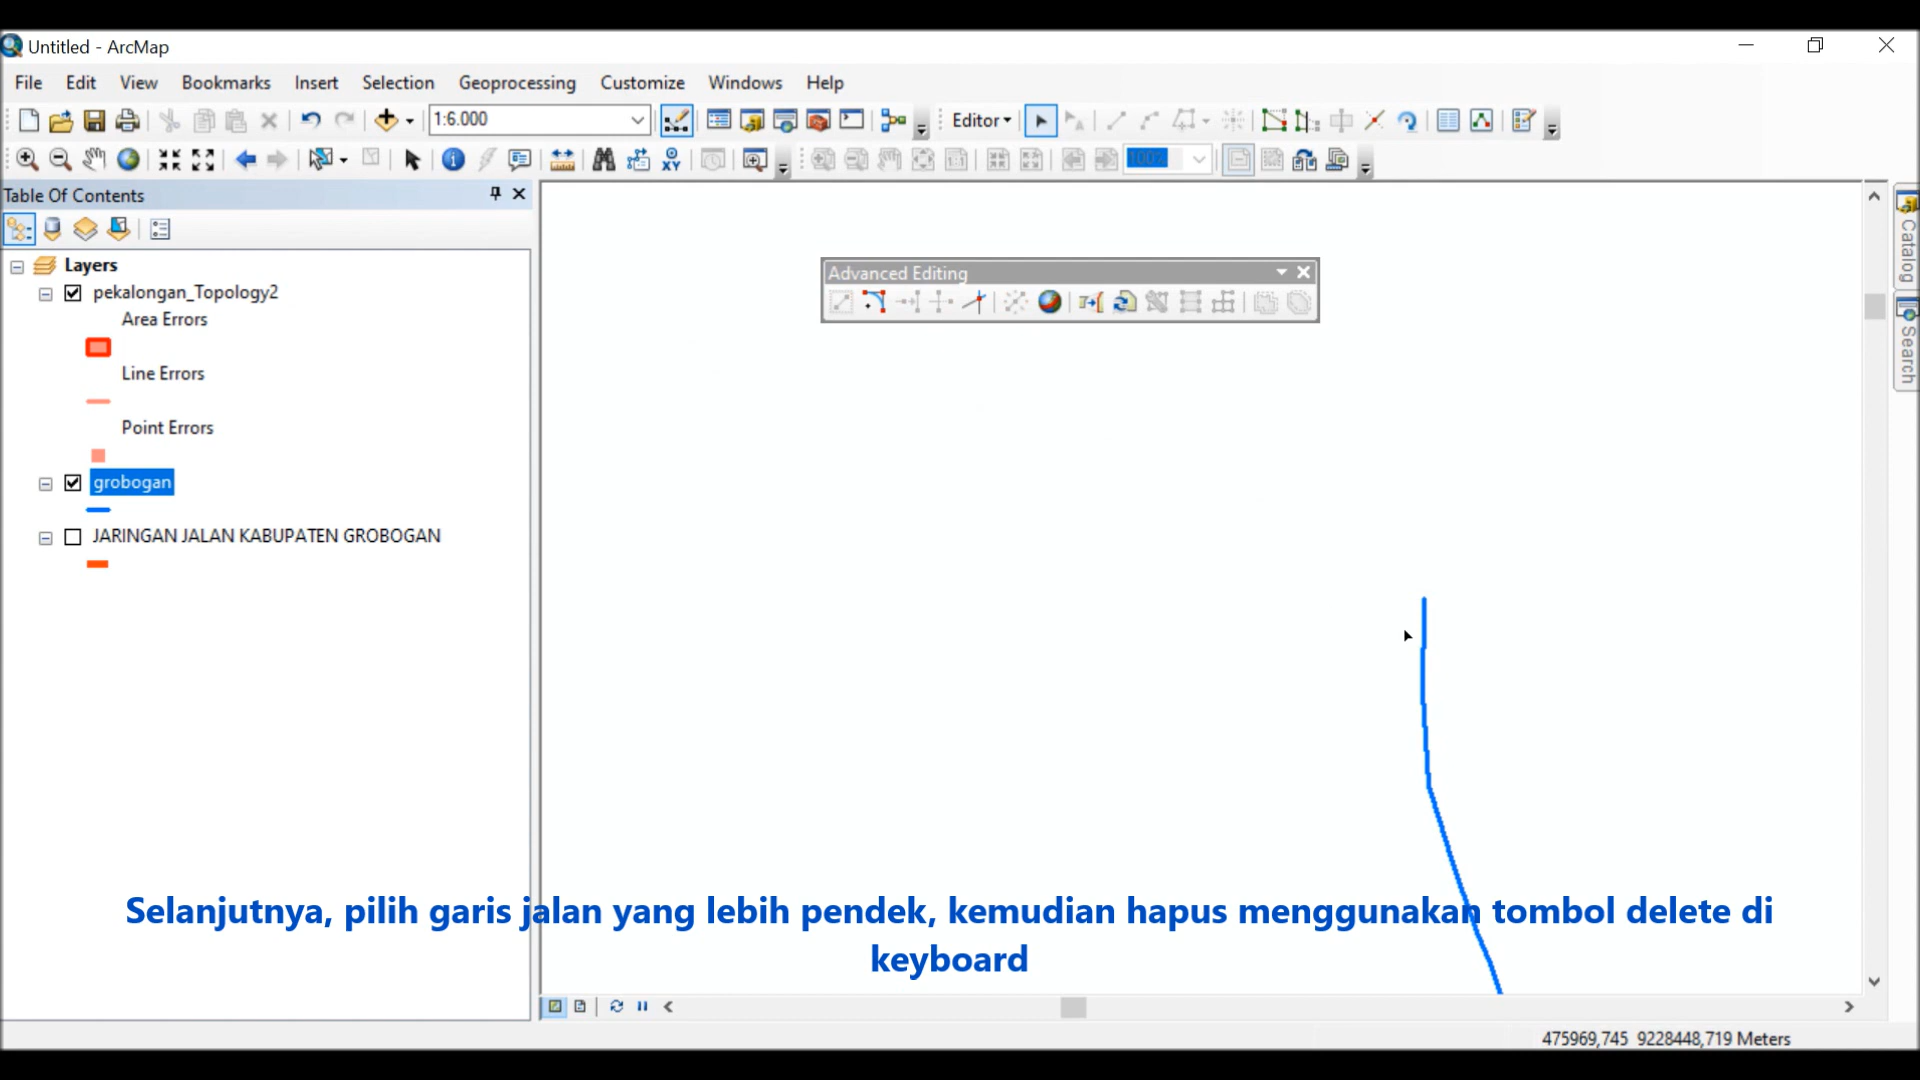 Untitled - ArcMap
File Edit View Bookmarks Insert Selection Geoprocessing Customize Windows Help
1:6.000 Editor
100%
Table Of Contents
Layers
pekalongan_Topology2
Area Errors
Line Errors
Point Errors
grobogan
JARINGAN JALAN KABUPATEN GROBOGAN
Advanced Editing
Catalog
Search
Selanjutnya, pilih garis jalan yang lebih pendek, kemudian hapus menggunakan tombol delete di
keyboard
475969,745 9228448,719 Meters